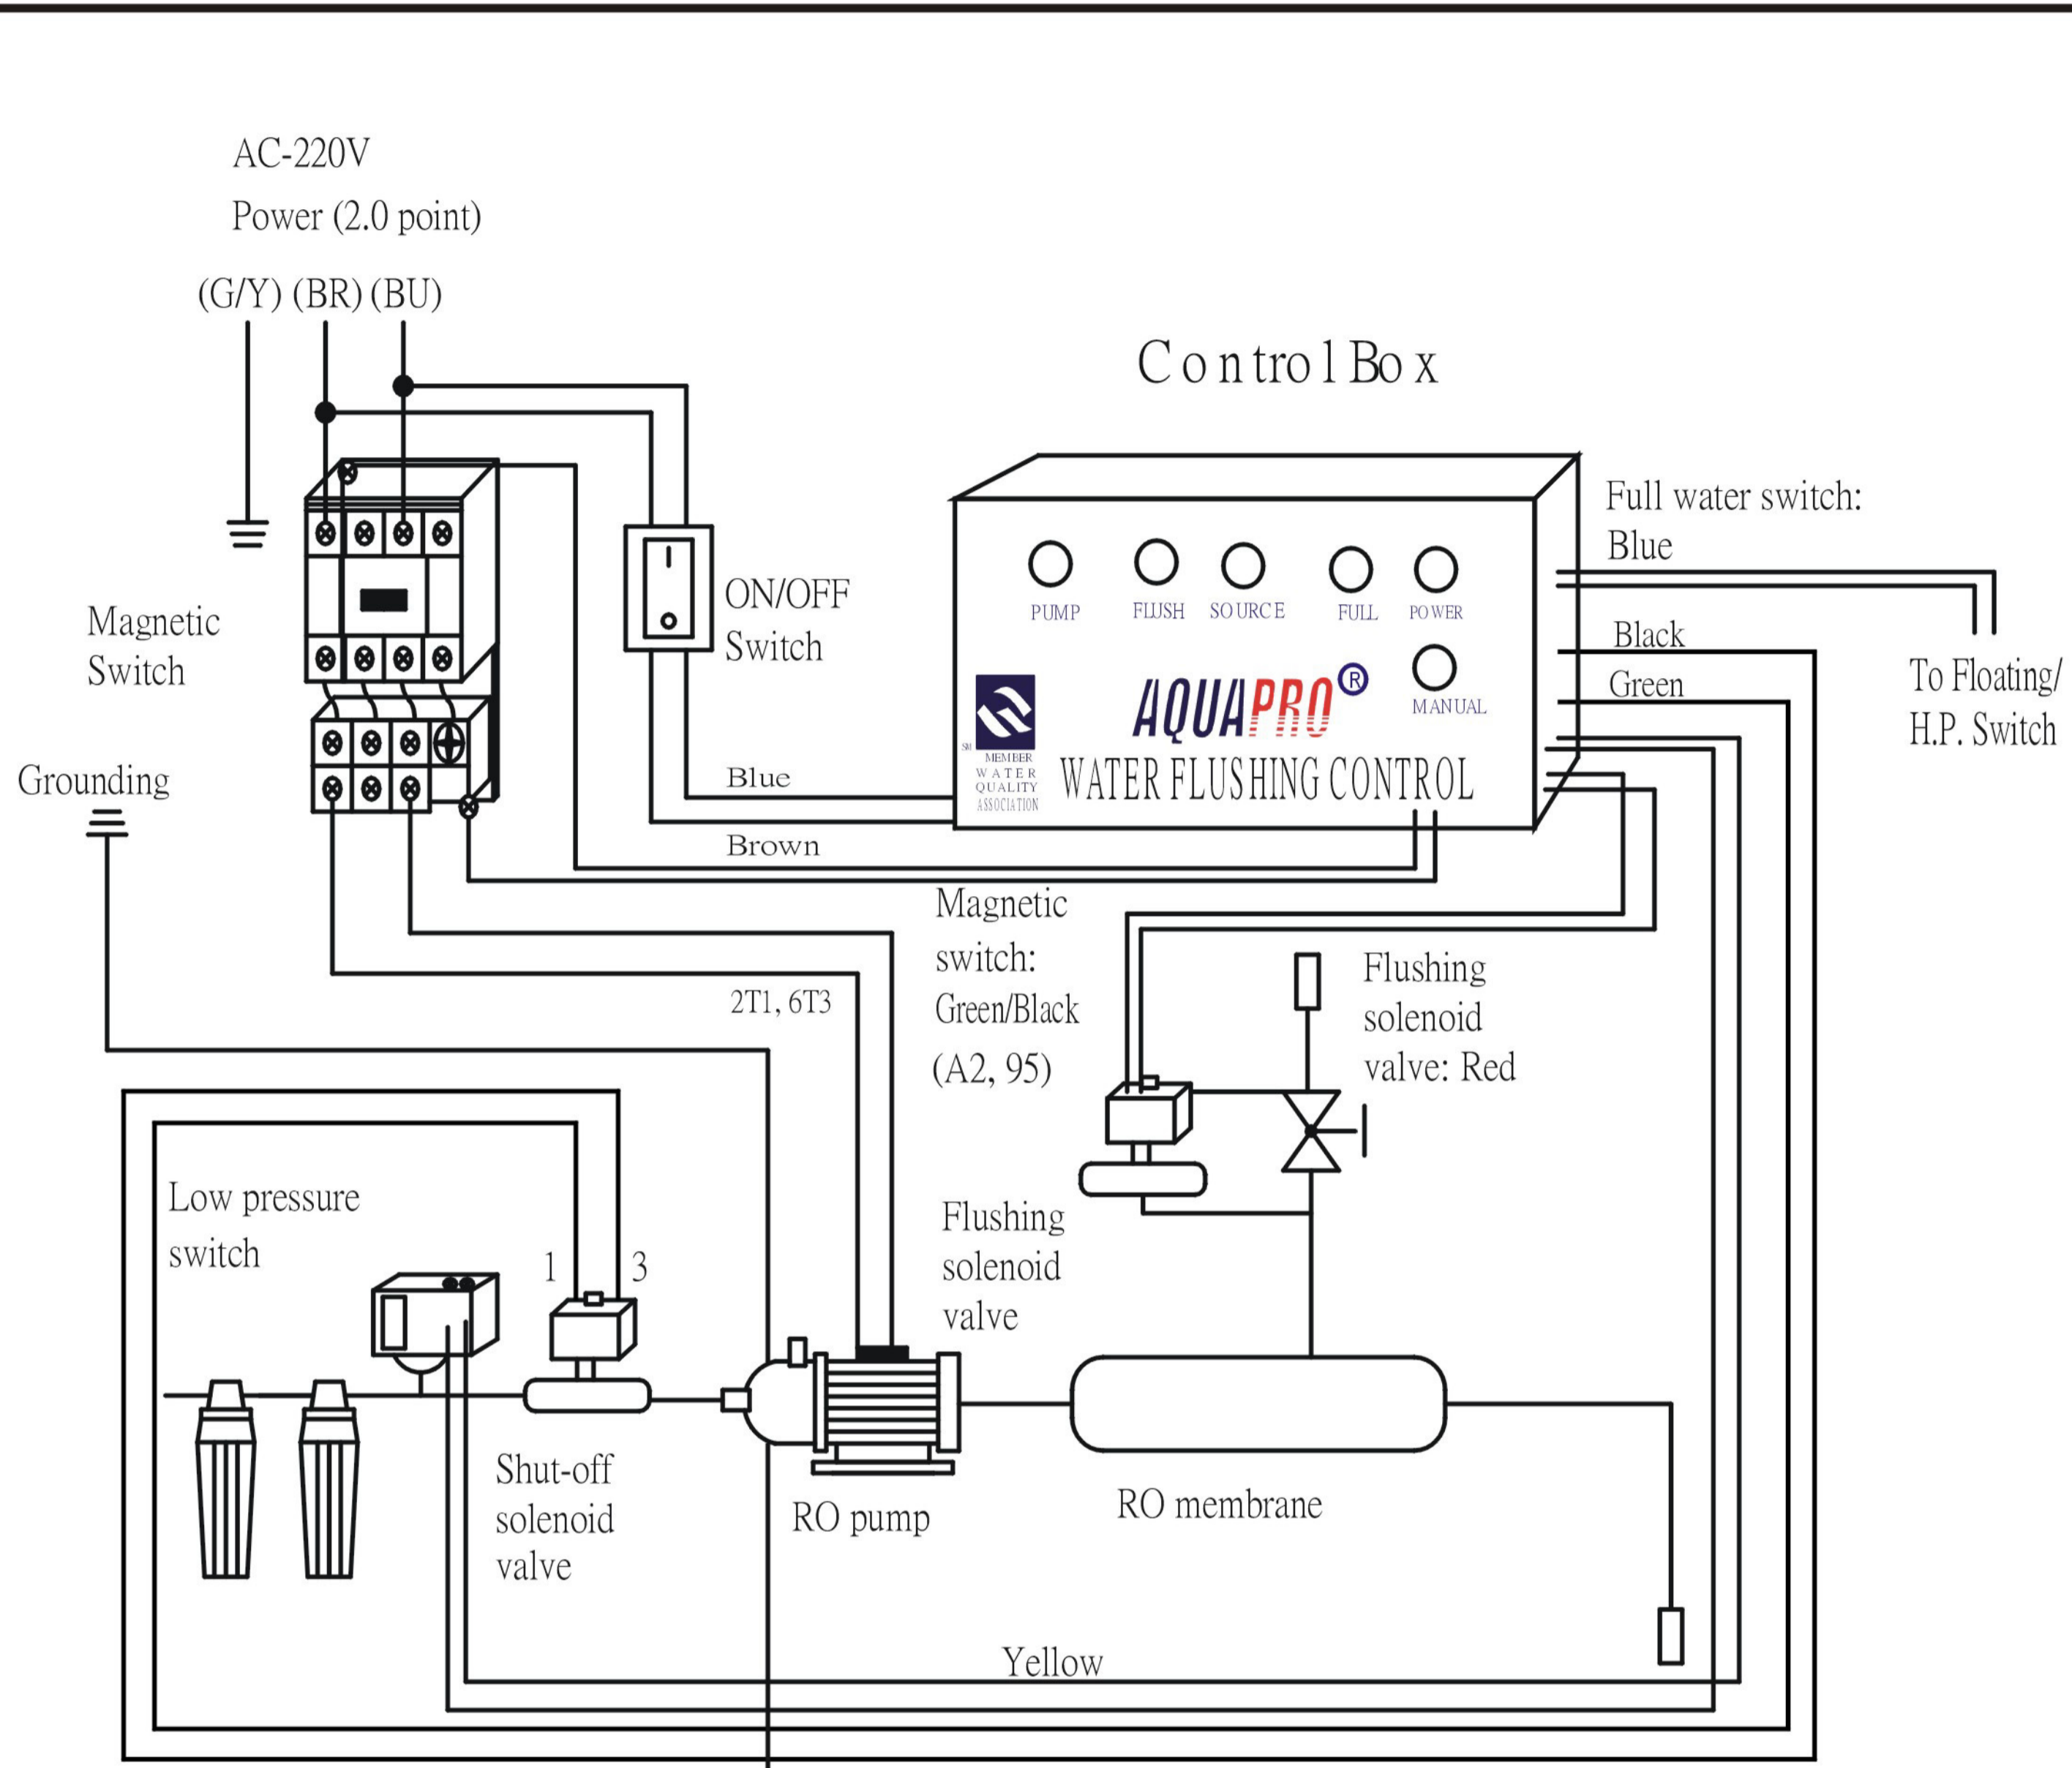 AC-220V
Power (2.0 point)
(G/Y) (BR) (BU)
Control Box
Full water switch:
Blue
Black
Green
To Floating/
H.P. Switch
Magnetic
Switch
ON/OFF
Switch
PUMP FLUSH SOURCE FULL POWER
MANUAL
AQUAPRO®
SM
MEMBER
WATER
QUALITY
ASSOCIATION
WATER FLUSHING CONTROL
Grounding
Blue
Brown
Magnetic
switch:
Green/Black
(A2, 95)
2T1, 6T3
Flushing
solenoid
valve: Red
Low pressure
switch
1 3
Flushing
solenoid
valve
Shut-off
solenoid
valve
RO pump
RO membrane
Yellow